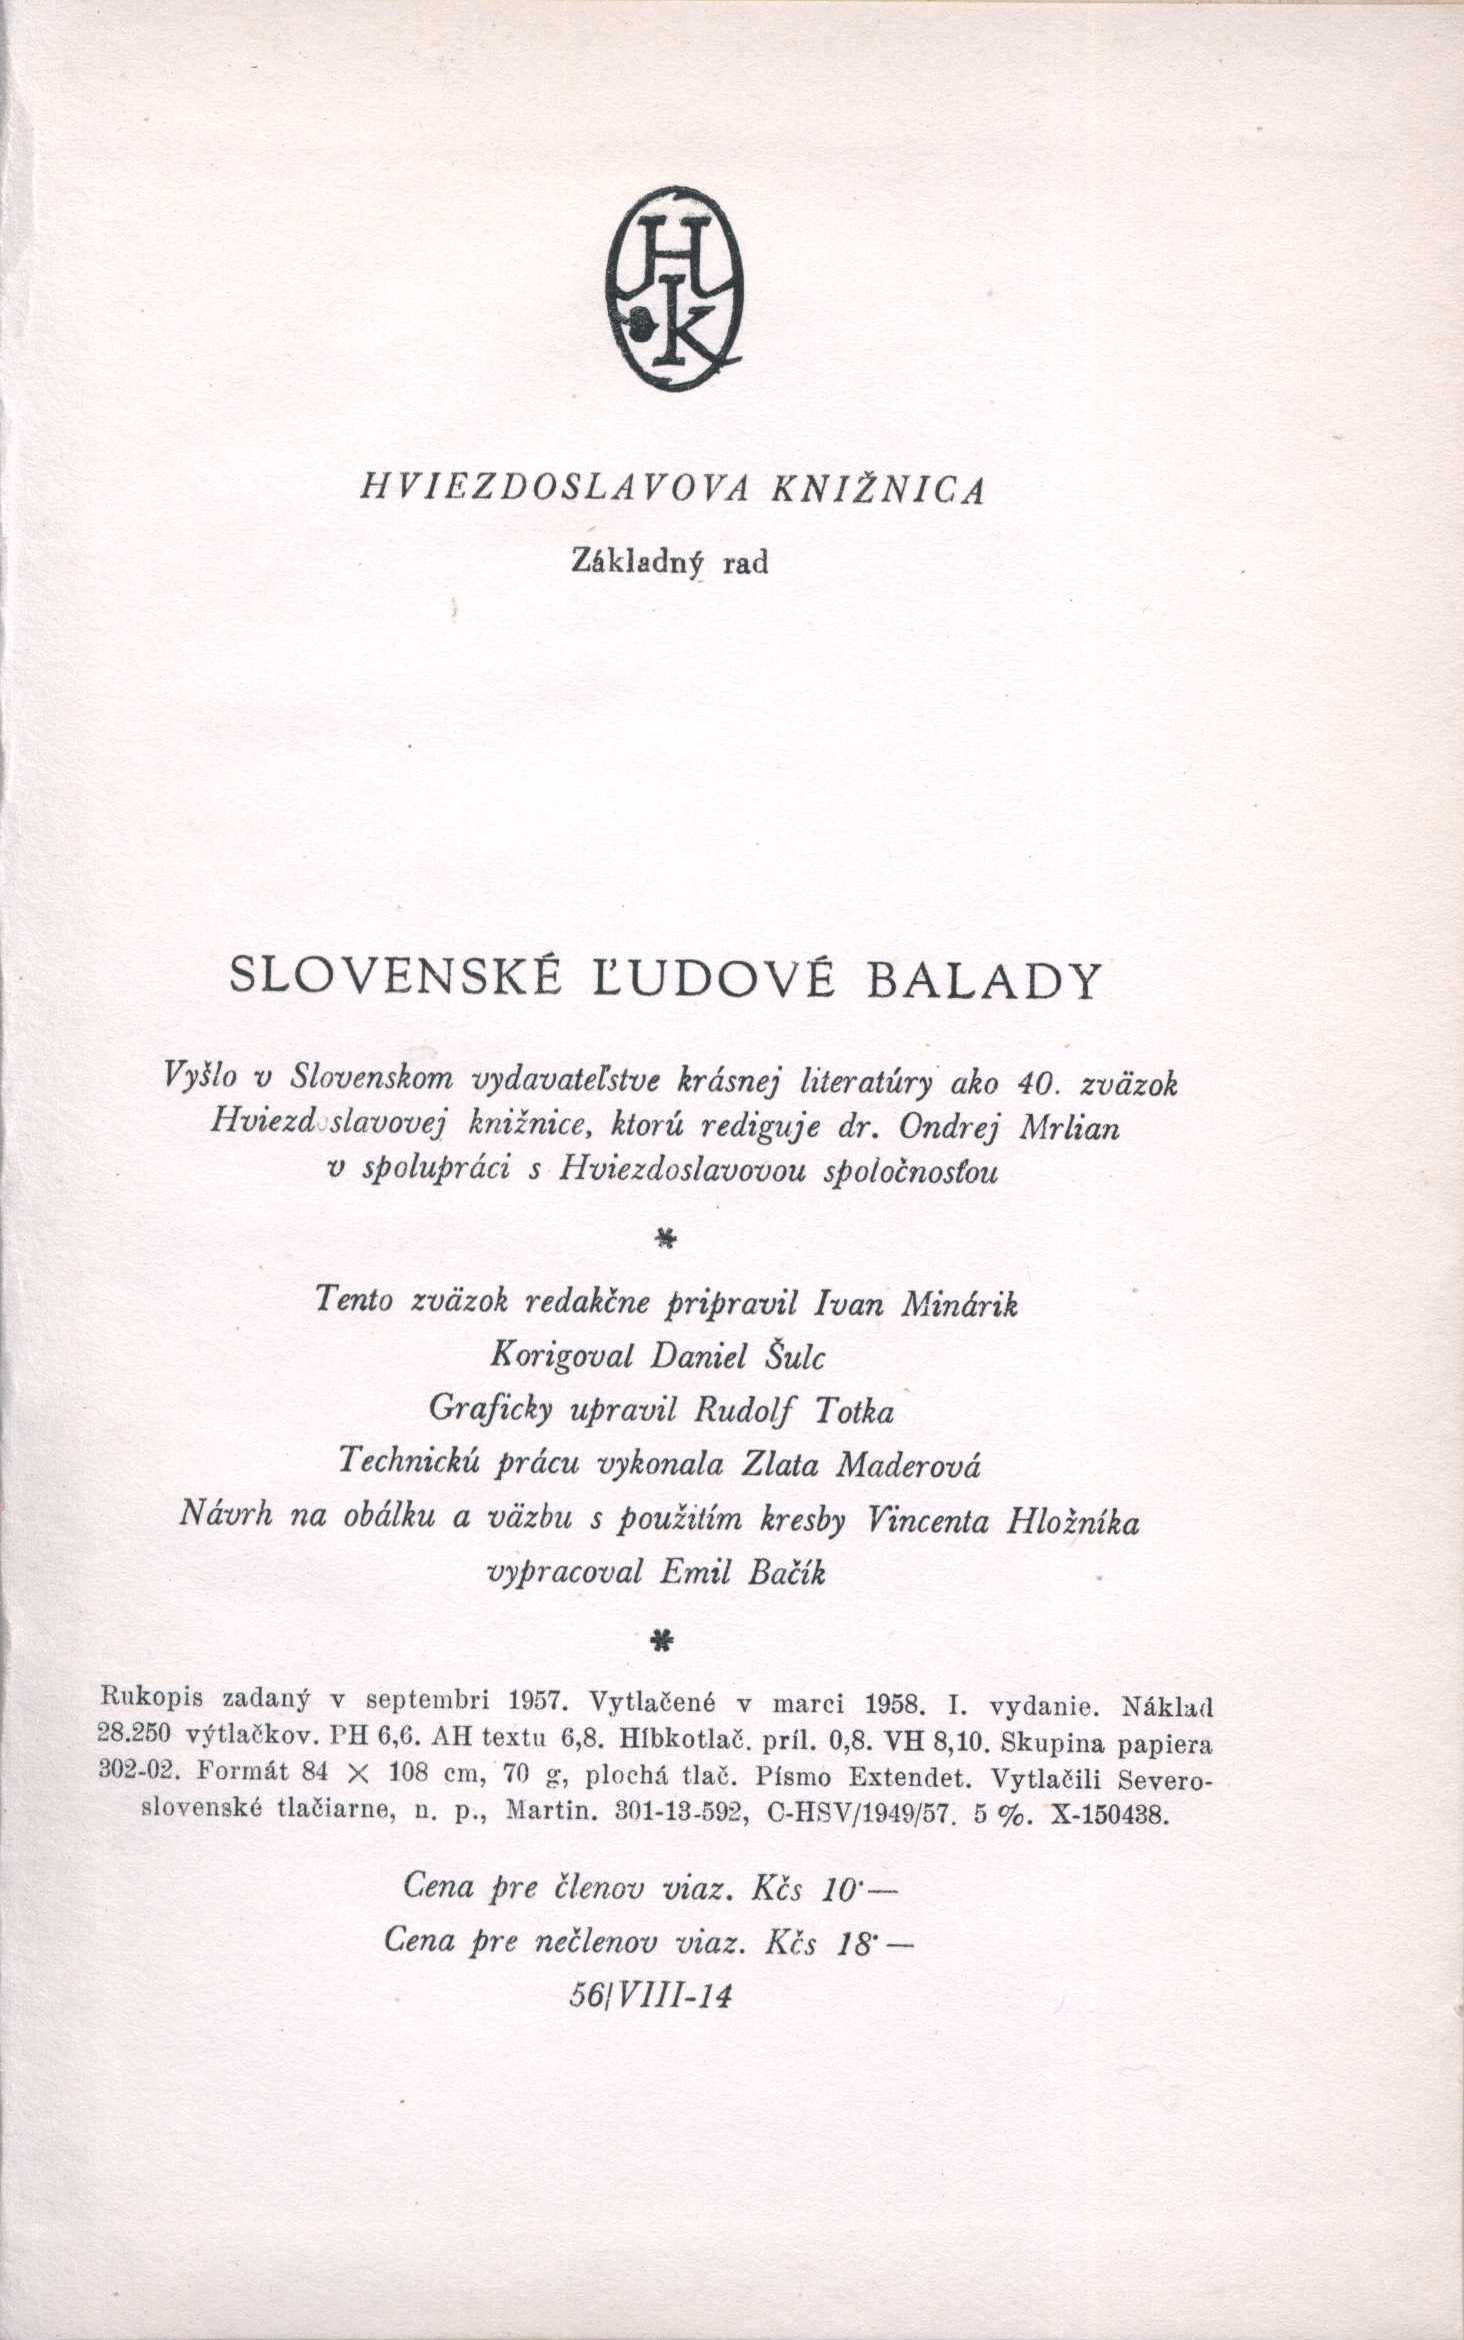 HK
HVIEZDOSLAVOVA KNIŽNICA
Základný rad
SLOVENSKÉ ĽUDOVÉ BALADY
Vyšlo v Slovenskom vydavateľstve krásnej literatúry ako 40. zväzok
Hviezdoslavovej knižnice, ktorú rediguje dr. Ondrej Mrlian
v spolupráci s Hviezdoslavovou spoločnosťou
*
Tento zväzok redakčne pripravil Ivan Minárik
Korigoval Daniel Šulc
Graficky upravil Rudolf Totka
Technickú prácu vykonala Zlata Maderová
Návrh na obálku a väzbu s použitím kresby Vincenta Hložníka
vypracoval Emil Bačík
*
Rukopis zadaný v septembri 1957. Vytlačené v marci 1958. I. vydanie. Náklad
28.250 výtlačkov. PH 6,6. AH textu 6,8. Hĺbkotlač. príl. 0,8. VH 8,10. Skupina papiera
302-02. Formát 84 × 108 cm, 70 g, plochá tlač. Písmo Extendet. Vytlačili Severo-
slovenské tlačiarne, n. p., Martin. 301-13-592, C-HSV/1949/57. 5 %. X-150438.
Cena pre členov viaz. Kčs 10·—
Cena pre nečlenov viaz. Kčs 18·—
56/VIII-14